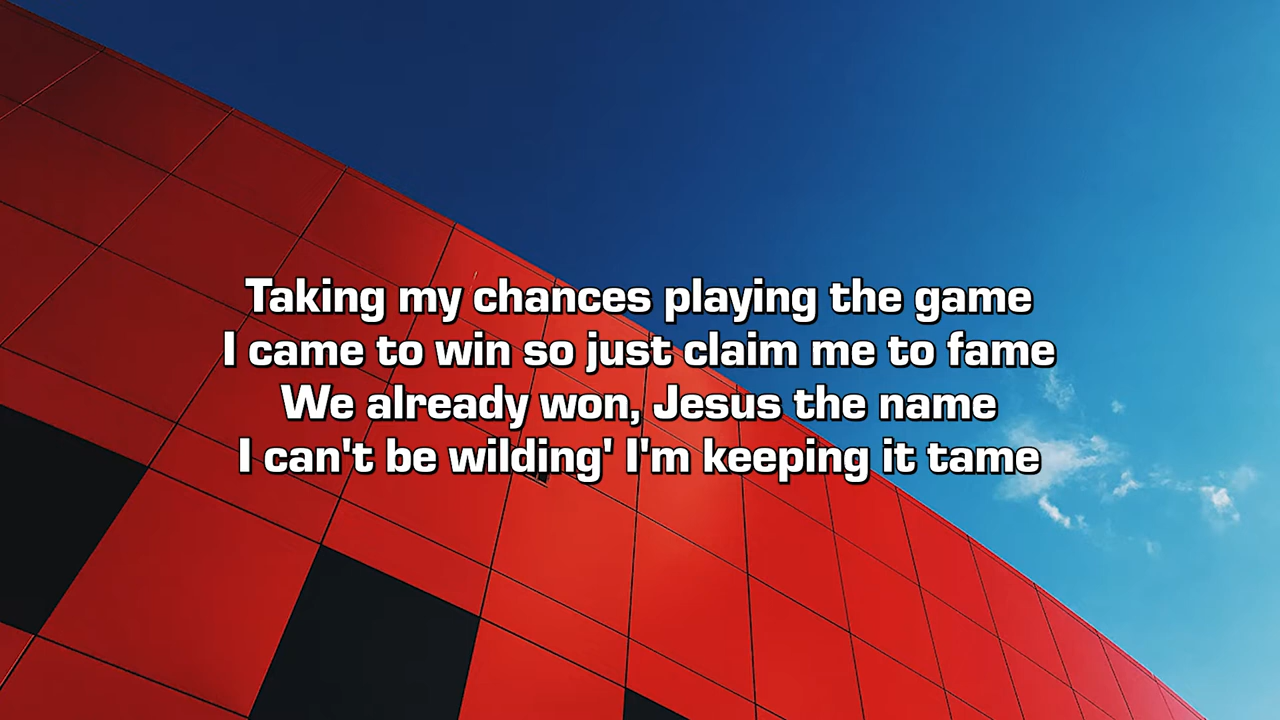 Taking my chances playing the game
I came to win so just claim me to fame
We already won, Jesus the name
I can't be wilding' I'm keeping it tame